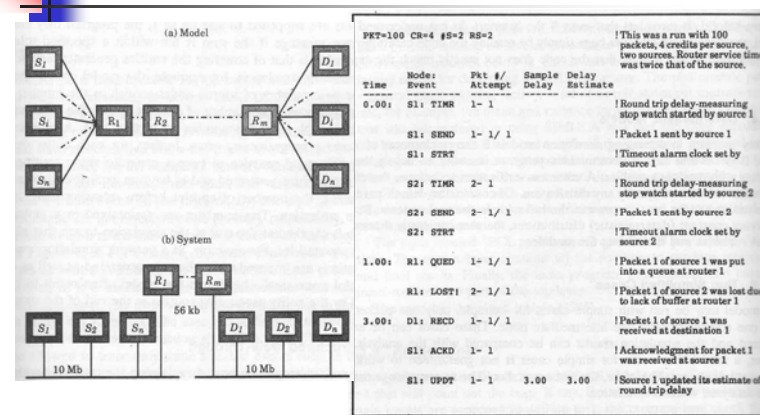 (a) Model
S1
Si
Sn
R1
R2
Rm
D1
Di
Dn
(b) System
R1
Rm
56 kb
S1
S2
Sn
D1
D2
Dn
10 Mb
10 Mb
PKT=100 CR=4 #S=2 RS=2
!This was a run with 100
packets, 4 credits per source,
two sources. Router service time
was twice that of the source.
Node: Pkt #/ Sample Delay
Time Event Attempt Delay Estimate
0.00: S1: TIMR 1- 1 !Round trip delay-measuring
stop watch started by source 1
S1: SEND 1- 1/ 1 !Packet 1 sent by source 1
S1: STRT !Timeout alarm clock set by
source 1
S2: TIMR 2- 1 !Round trip delay-measuring
stop watch started by source 2
S2: SEND 2- 1/ 1 !Packet 1 sent by source 2
S2: STRT !Timeout alarm clock set by
source 2
1.00: R1: QUED 1- 1/ 1 !Packet 1 of source 1 was put
into a queue at router 1
R1: LOST! 2- 1/ 1 !Packet 1 of source 2 was lost due
to lack of buffer at router 1
3.00: D1: RECD 1- 1/ 1 !Packet 1 of source 1 was
received at destination 1
S1: ACKD 1- 1 !Acknowledgment for packet 1
was received at source 1
S1: UPDT 1- 1 3.00 3.00 !Source 1 updated its estimate of
round trip delay